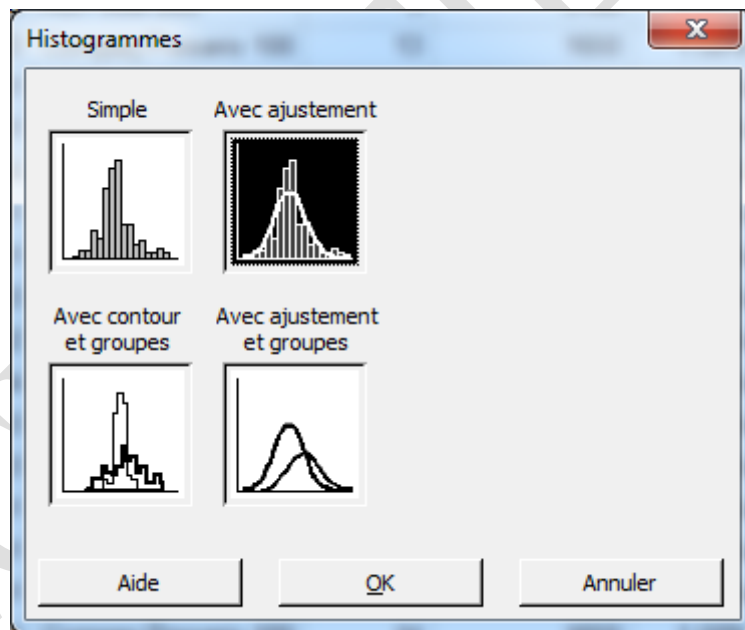 Histogrammes
Simple
Avec ajustement
Avec contour
et groupes
Avec ajustement
et groupes
Aide
OK
Annuler